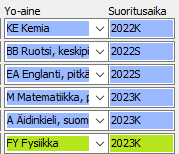 Yo-aine Suoritusaika
KE Kemia 2022K
BB Ruotsi, keskipi 2022S
EA Englanti, pitkä 2022S
M Matematiikka, p 2023K
A Äidinkieli, suom 2023K
FY Fysiikka 2023K